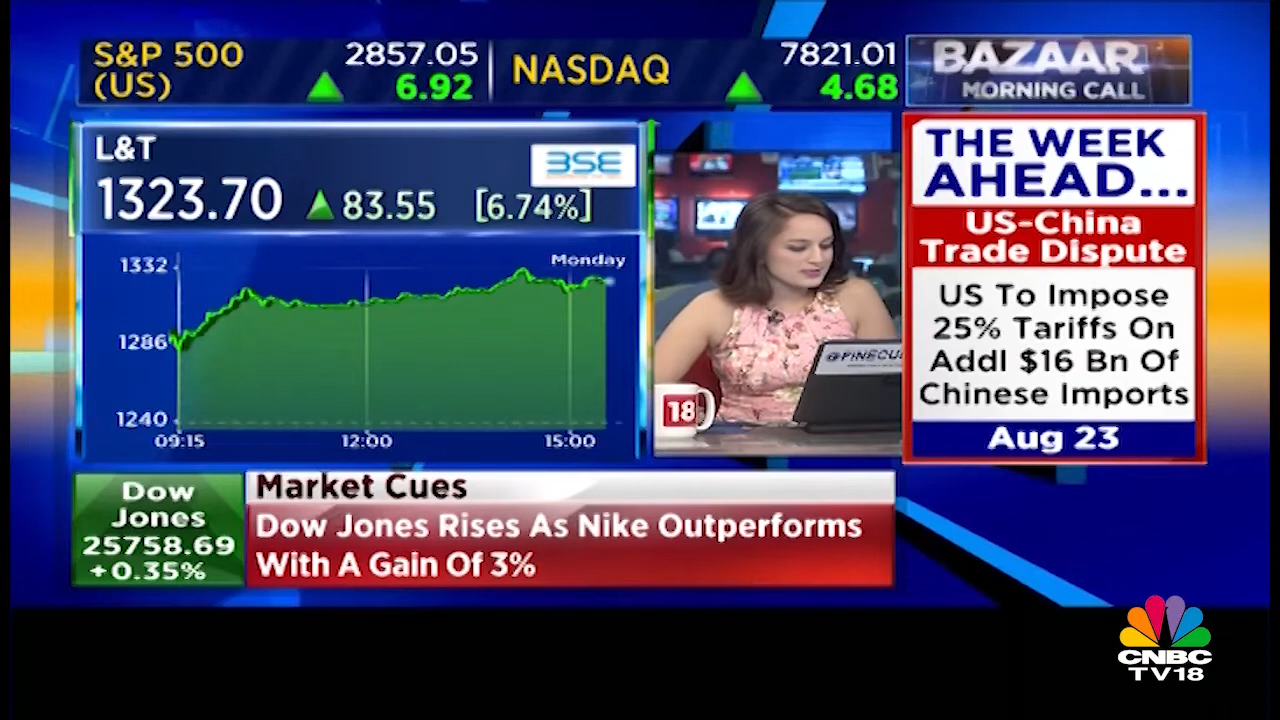 S&P 500
(US)
2857.05
6.92
NASDAQ
7821.01
4.68
BAZAAR
MORNING CALL
L&T
BSE
1323.70
83.55
[6.74%]
Monday
1332
1286
1240
09:15
12:00
15:00
18
THE WEEK
AHEAD...
US-China
Trade Dispute
US To Impose
25% Tariffs On
Addl $16 Bn Of
Chinese Imports
Aug 23
Dow
Jones
25758.69
+0.35%
Market Cues
Dow Jones Rises As Nike Outperforms
With A Gain Of 3%
CNBC
TV18